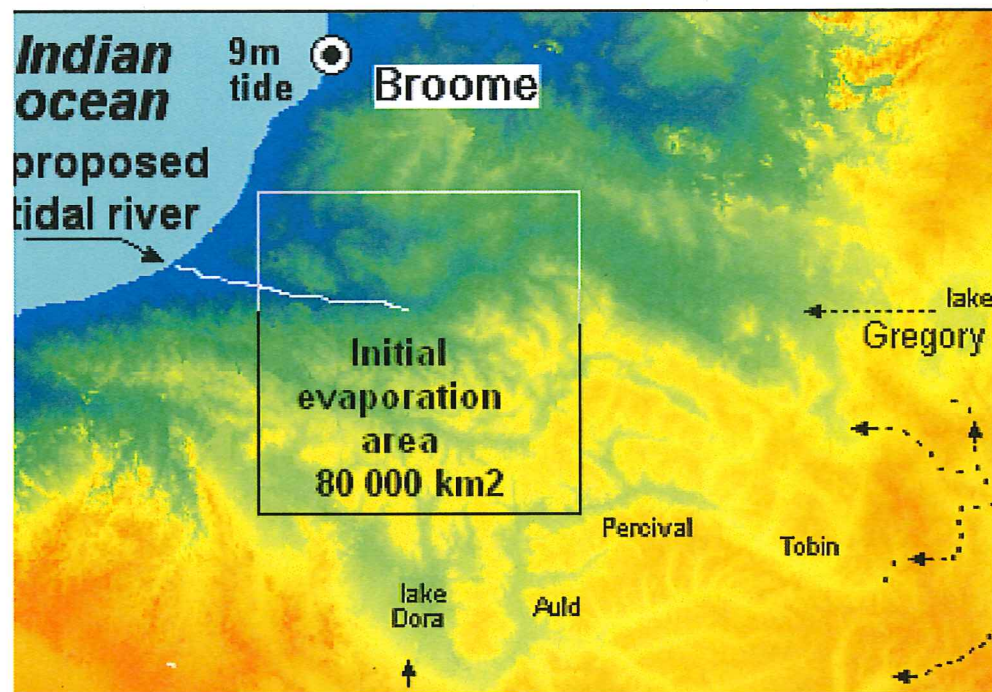 Indian
ocean
9m
tide
Broome
proposed
tidal river
lake
Gregory
Initial
evaporation
area
80 000 km2
Percival
Tobin
lake
Dora
Auld